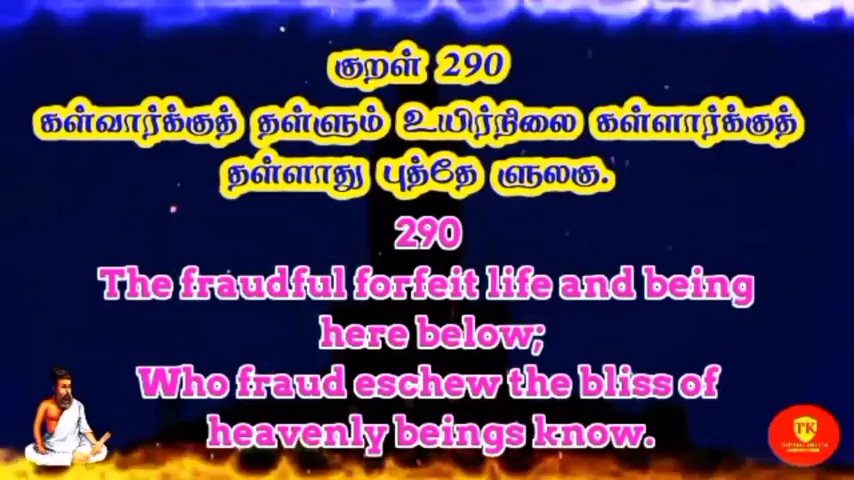 குறள் 290
கள்வார்க்குத் தள்ளும் உயிர்நிலை கள்ளார்க்குத்
தள்ளாது புத்தே ளுலகு.
290
The fraudful forfeit life and being
here below;
Who fraud eschew the bliss of
heavenly beings know.
TK